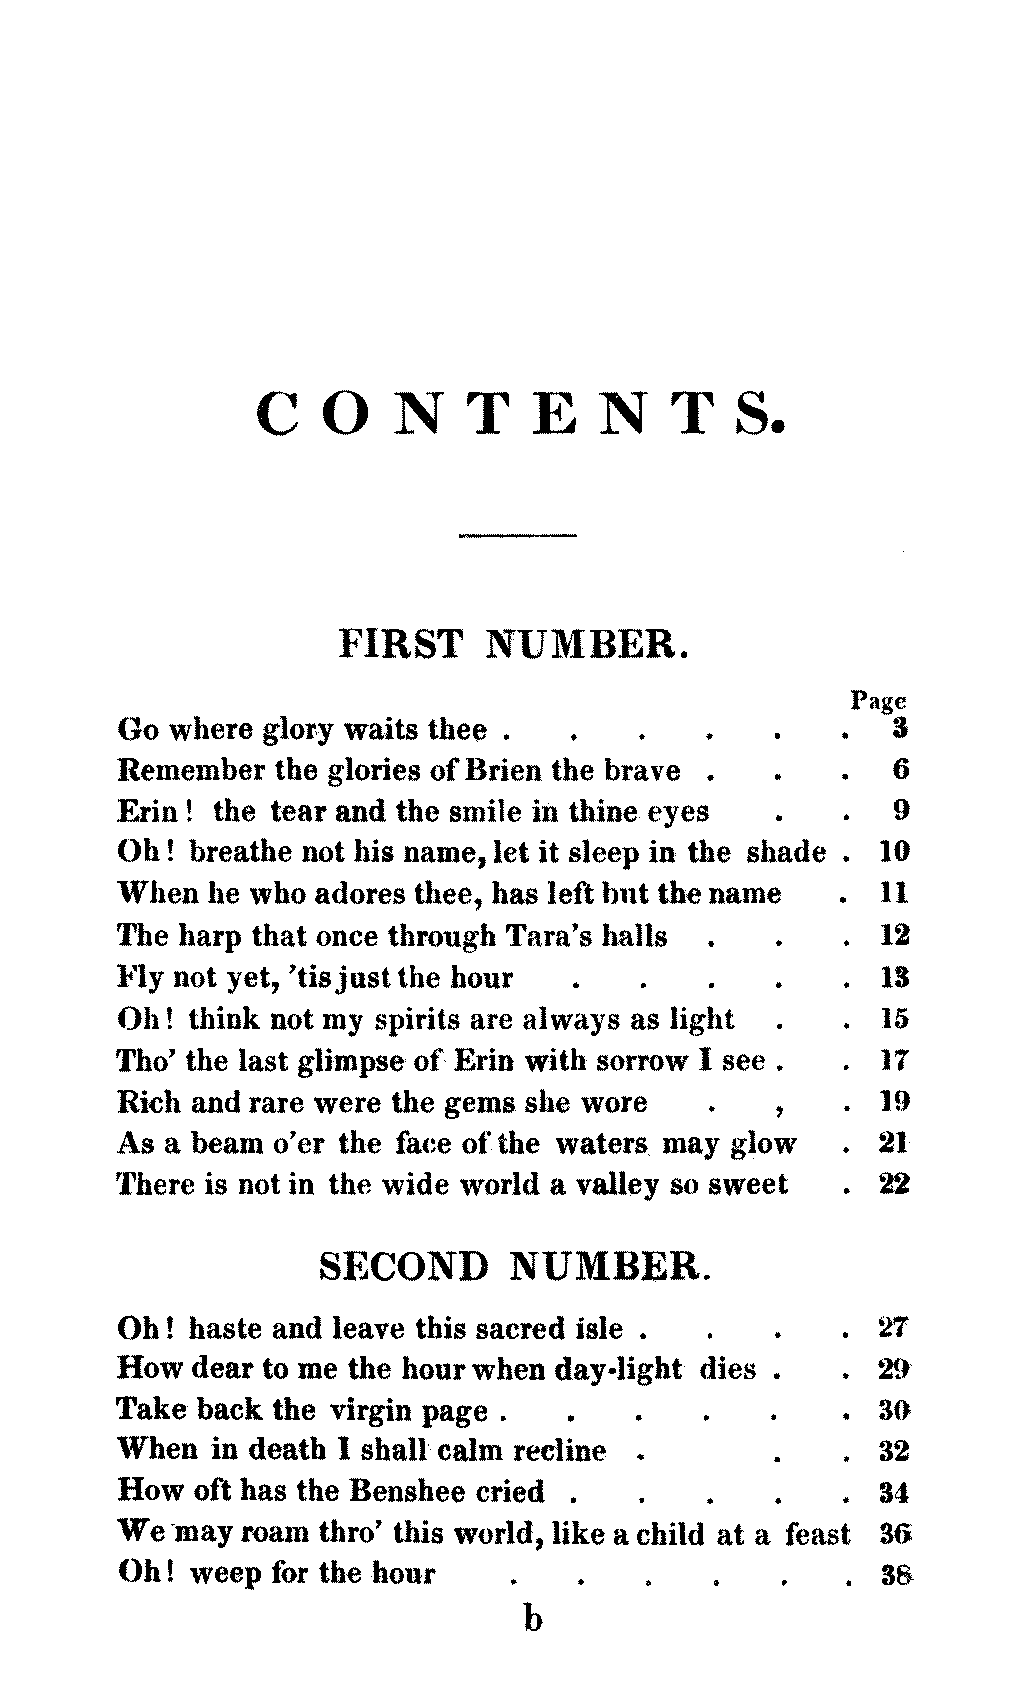 CONTENTS.
FIRST NUMBER.
Page
Go where glory waits thee . . . . . . 3
Remember the glories of Brien the brave . . . 6
Erin ! the tear and the smile in thine eyes . . 9
Oh ! breathe not his name, let it sleep in the shade . 10
When he who adores thee, has left but the name . 11
The harp that once through Tara's halls . . . 12
Fly not yet, 'tis just the hour . . . . . 13
Oh ! think not my spirits are always as light . . 15
Tho' the last glimpse of Erin with sorrow I see . . 17
Rich and rare were the gems she wore . , . 19
As a beam o'er the face of the waters may glow . 21
There is not in the wide world a valley so sweet . 22
SECOND NUMBER.
Oh ! haste and leave this sacred isle . . . . 27
How dear to me the hour when day-light dies . . 29
Take back the virgin page . . . . . . 30
When in death I shall calm recline . . . 32
How oft has the Benshee cried . . . . . 34
We may roam thro' this world, like a child at a feast 36
Oh ! weep for the hour . . . . . . 38
b